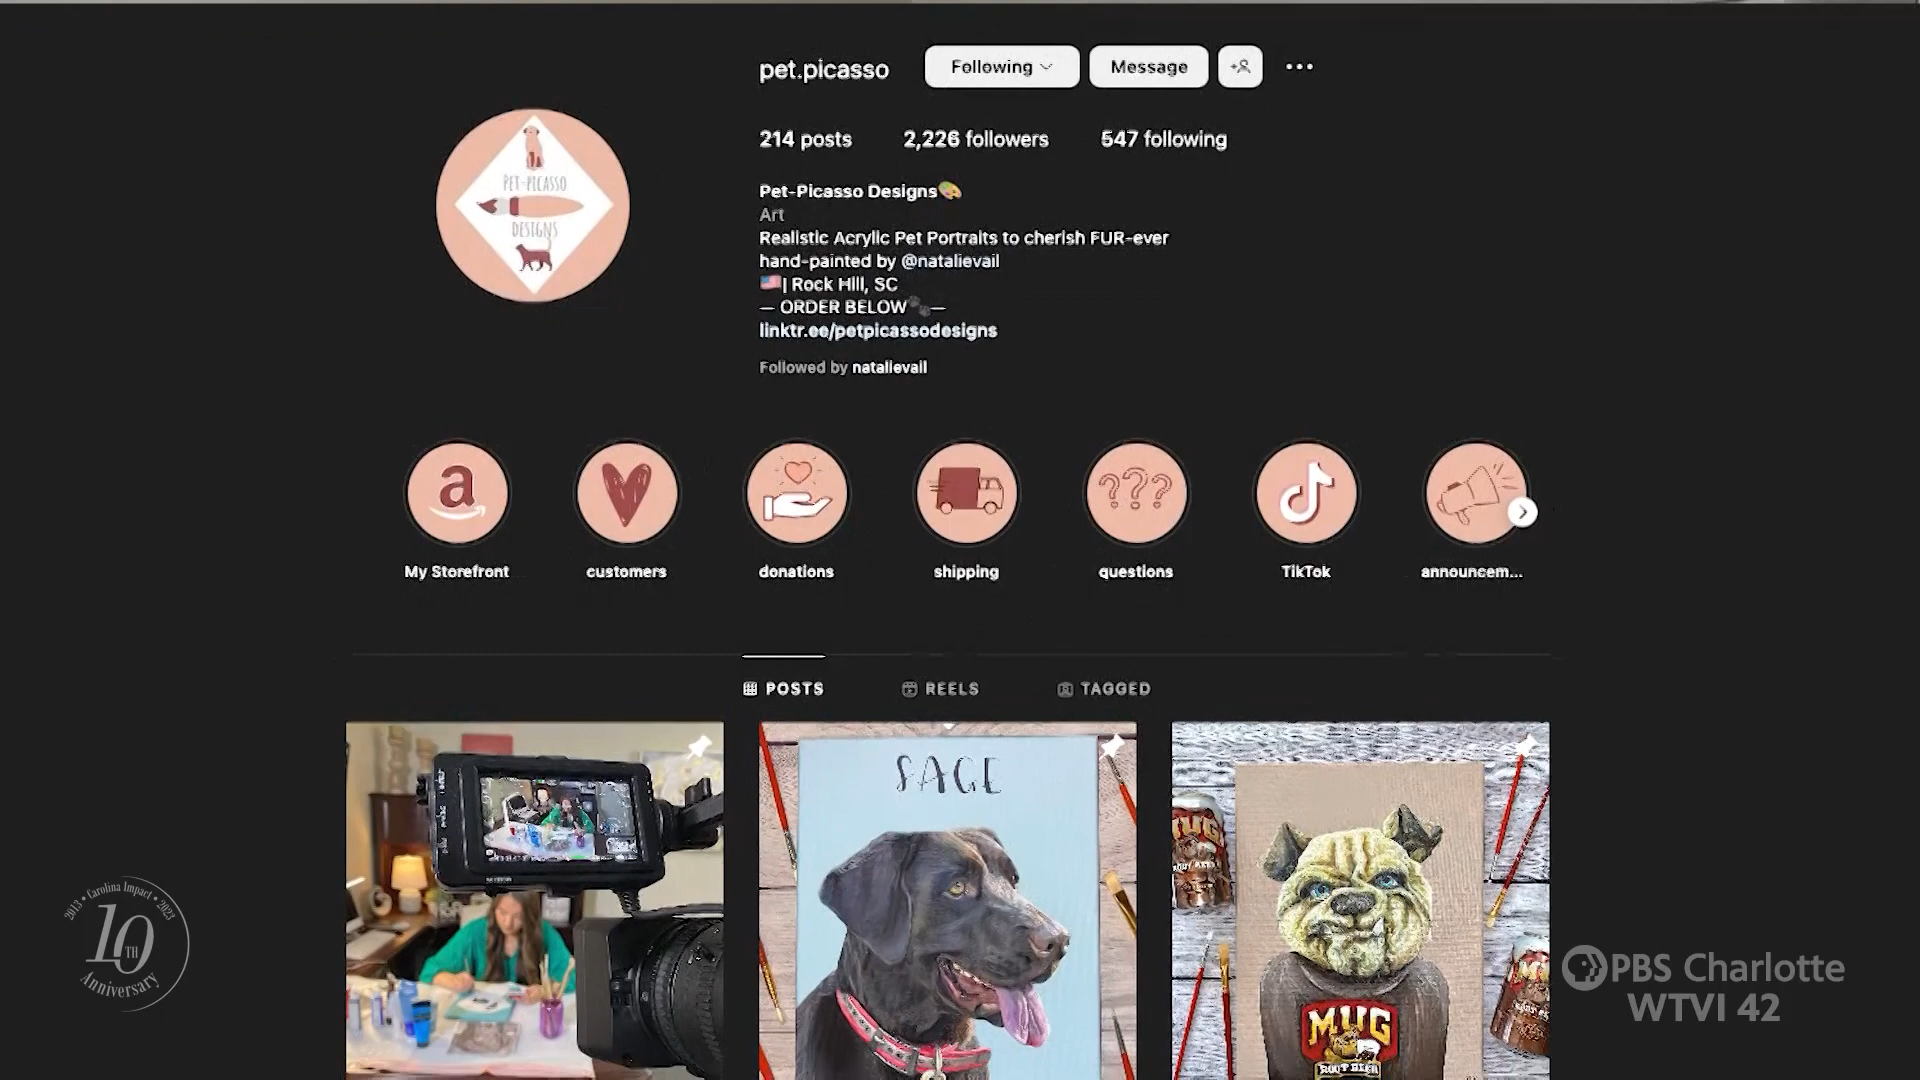 pet.picasso
Following
Message
214 posts
2,226 followers
547 following
PET-PICASSO
DESIGNS
Pet-Picasso Designs
Art
Realistic Acrylic Pet Portraits to cherish FUR-ever
hand-painted by @natalievail
| Rock Hill, SC
— ORDER BELOW —
linktr.ee/petpicassodesigns
Followed by natalievail
My Storefront
customers
donations
shipping
questions
TikTok
announcem...
POSTS
REELS
TAGGED
SAGE
MUG
MUG
ROOT BEER
2013 • Carolina Impact • 2023
10TH
Anniversary
PBS Charlotte
WTVI 42